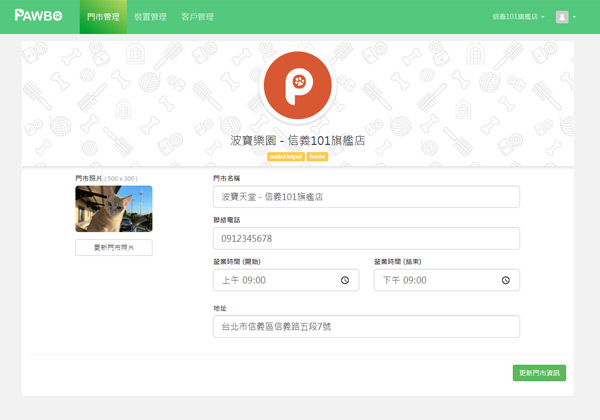 PAWBO 門市管理 裝置管理 客戶管理 信義101旗艦店
波寶樂園 - 信義101旗艦店
audioOutput feeder
門市照片 ( 500 x 300 )
更新門市照片
門市名稱
波寶天堂 - 信義101旗艦店
聯絡電話
0912345678
營業時間 (開始) 營業時間 (結束)
上午 09:00 下午 09:00
地址
台北市信義區信義路五段7號
更新門市資訊